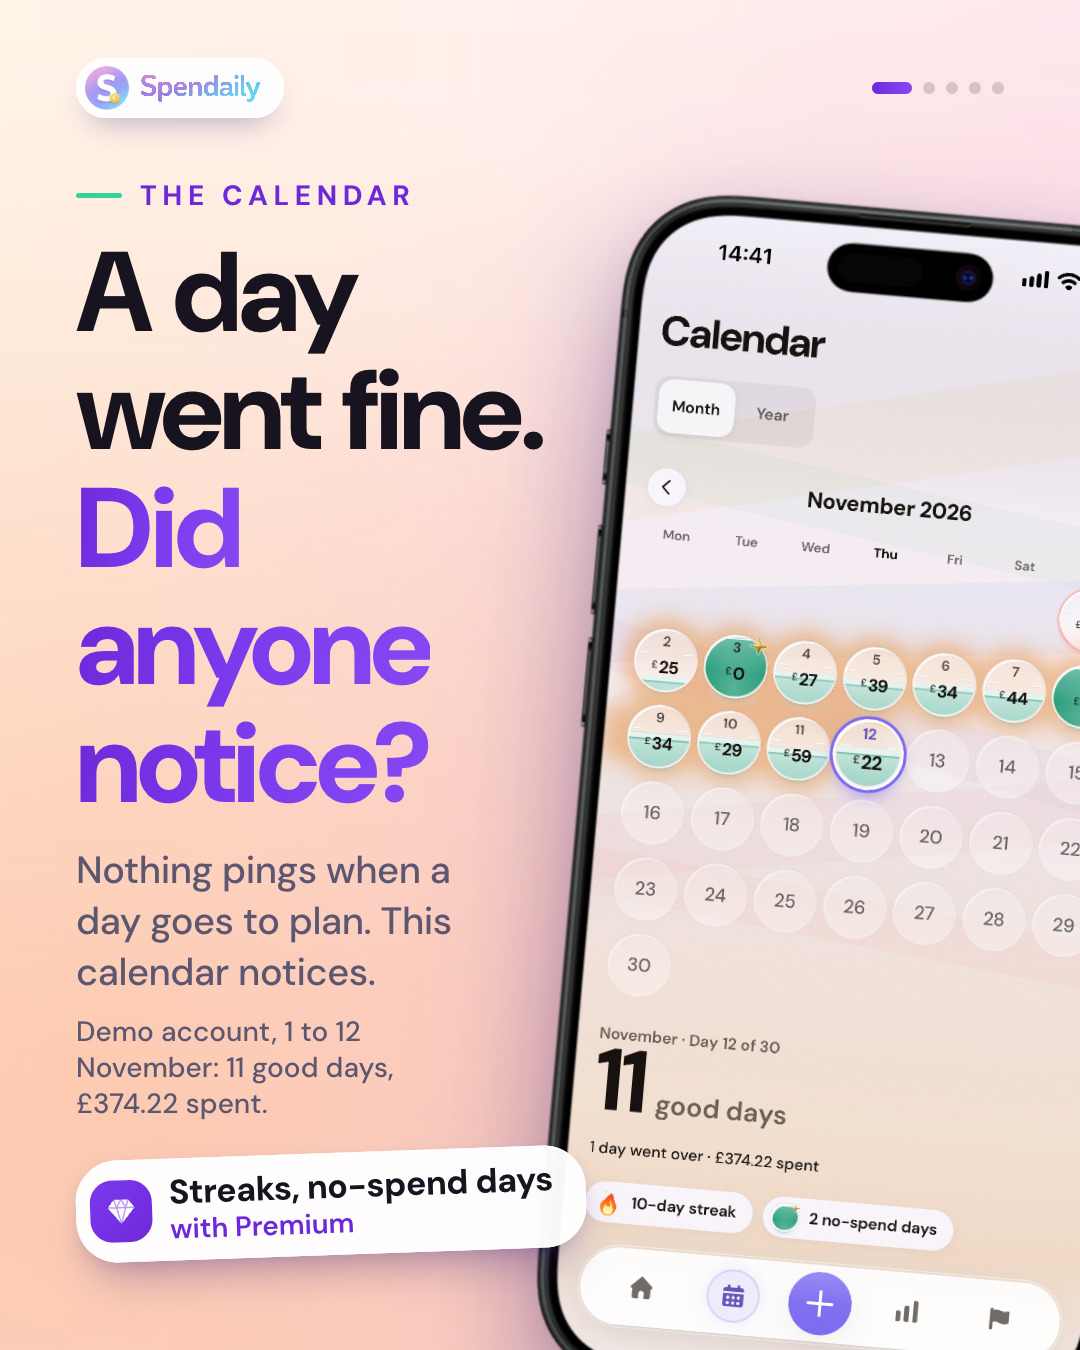 Spendaily
THE CALENDAR
A day
went fine.
Did
anyone
notice?
Nothing pings when a
day goes to plan. This
calendar notices.
Demo account, 1 to 12
November: 11 good days,
£374.22 spent.
Streaks, no-spend days
with Premium
14:41
Calendar
Month Year
November 2026
Mon Tue Wed Thu Fri Sat
£
2 3 4 5 6 7
£25 £0 £27 £39 £34 £44 £
9 10 11 12 13 14 15
£34 £29 £59 £22
16 17 18 19 20 21 22
23 24 25 26 27 28 29
30
November · Day 12 of 30
11 good days
1 day went over · £374.22 spent
10-day streak 2 no-spend days